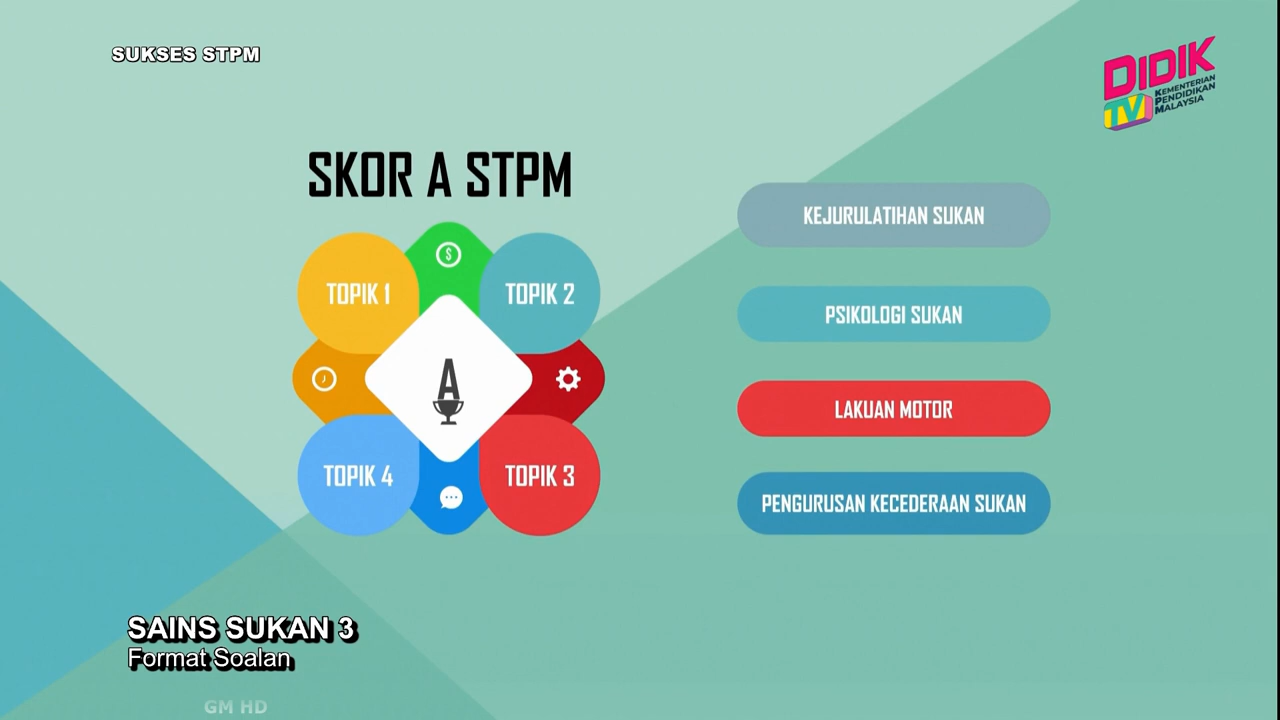 SUKSES STPM
DIDIK
TV
KEMENTERIAN
PENDIDIKAN
MALAYSIA
SKOR A STPM
TOPIK 1
$
TOPIK 2
A
TOPIK 4
TOPIK 3
KEJURULATIHAN SUKAN
PSIKOLOGI SUKAN
LAKUAN MOTOR
PENGURUSAN KECEDERAAN SUKAN
SAINS SUKAN 3
Format Soalan
GM HD